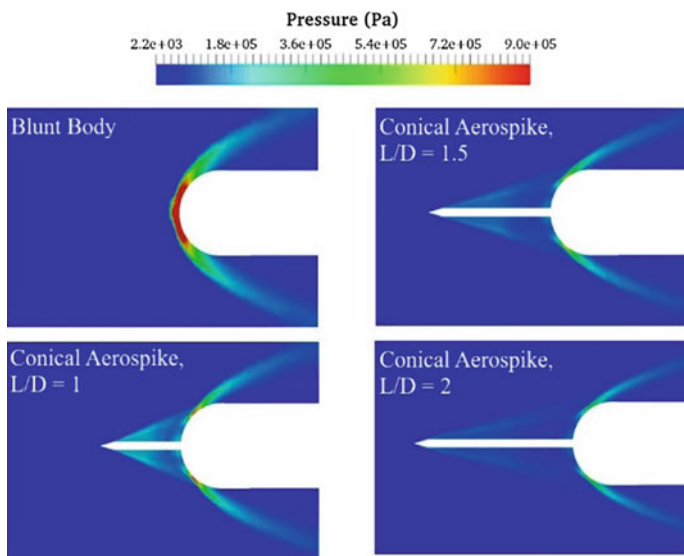 Pressure (Pa)
2.2e+03 1.8e+05 3.6e+05 5.4e+05 7.2e+05 9.0e+05
Blunt Body
Conical Aerospike,
L/D = 1.5
Conical Aerospike,
L/D = 1
Conical Aerospike,
L/D = 2